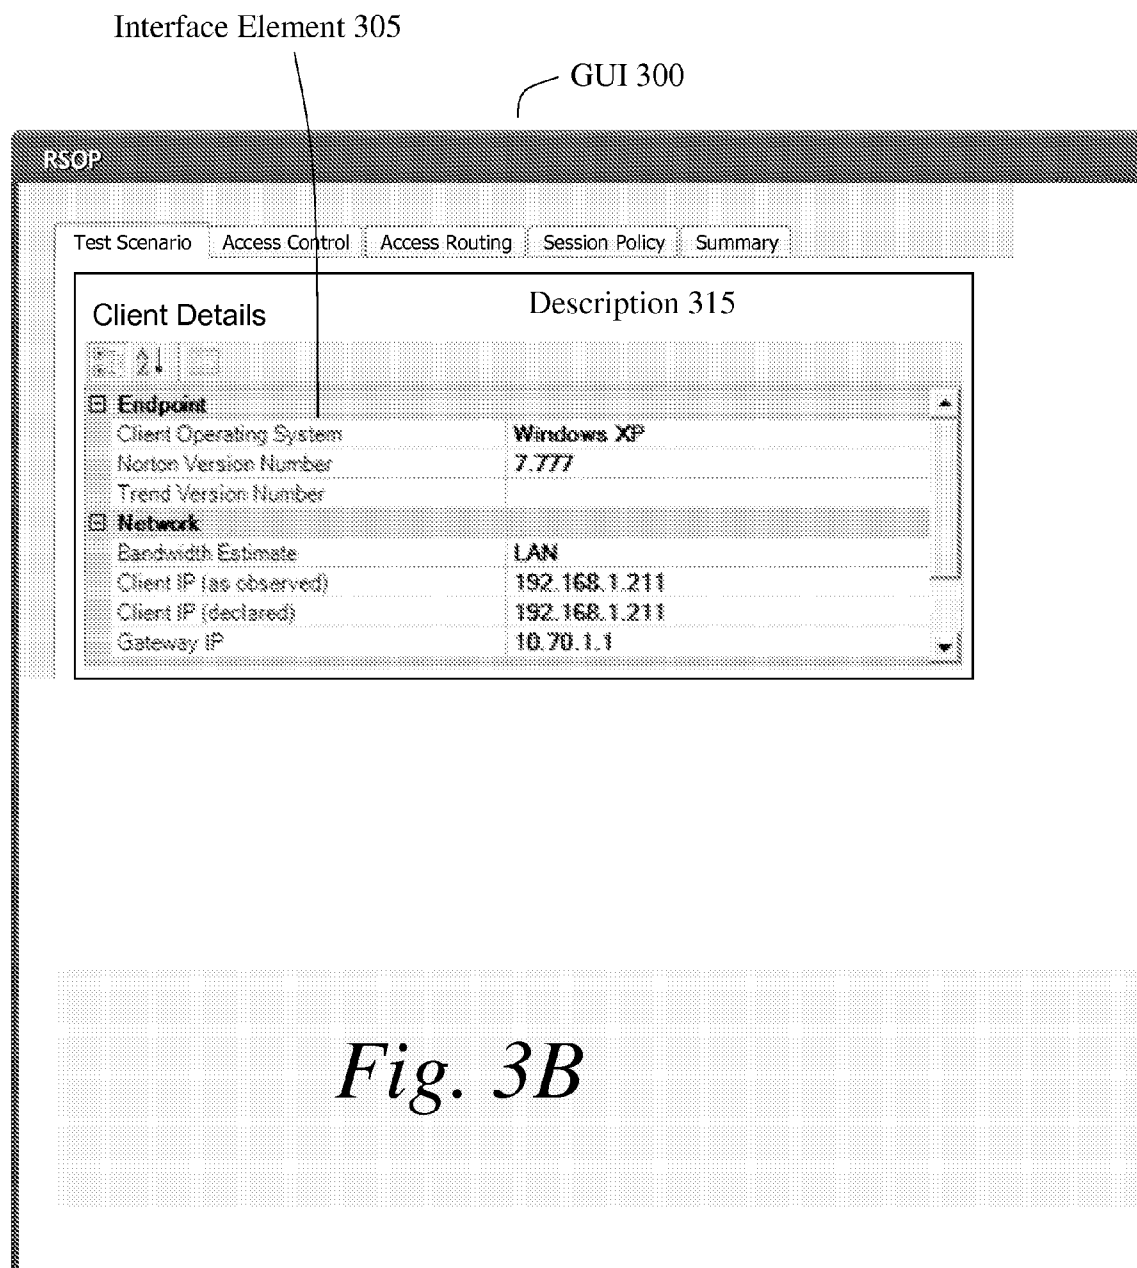 Interface Element 305
GUI 300
RSOP
Test Scenario Access Control Access Routing Session Policy Summary
Client Details Description 315
Endpoint
Client Operating System Windows XP
Norton Version Number 7.777
Trend Version Number
Network
Bandwidth Estimate LAN
Client IP (as observed) 192.168.1.211
Client IP (declared) 192.168.1.211
Gateway IP 10.70.1.1
Fig. 3B